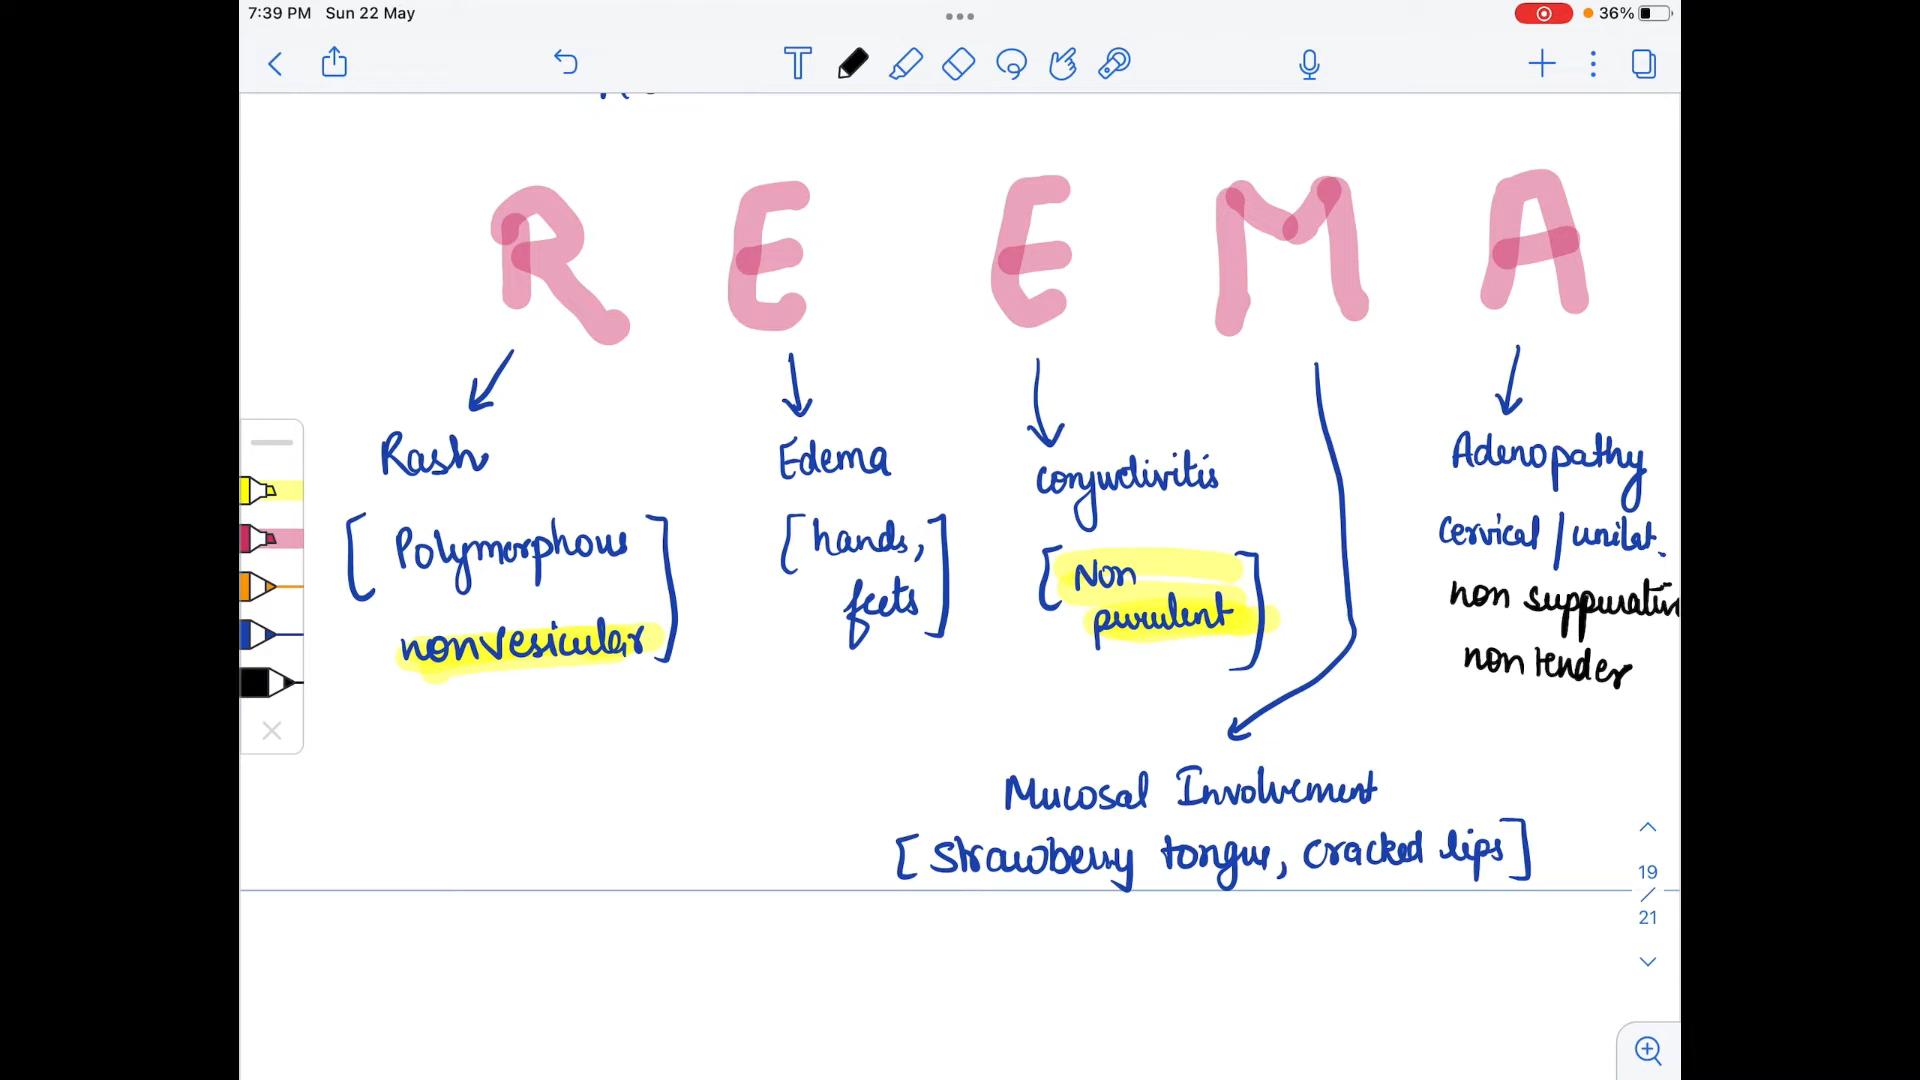 7:39 PM Sun 22 May
36%
R E E M A
Rash
Edema
conjuctivitis
Adenopathy
[Polymorphous
nonvesicular]
[hands,
feets]
[Non
purulent]
cervical/unilat.
non suppurativ
non tender
Mucosal Involvement
[strawberry tongue, cracked lips]
19
/
21